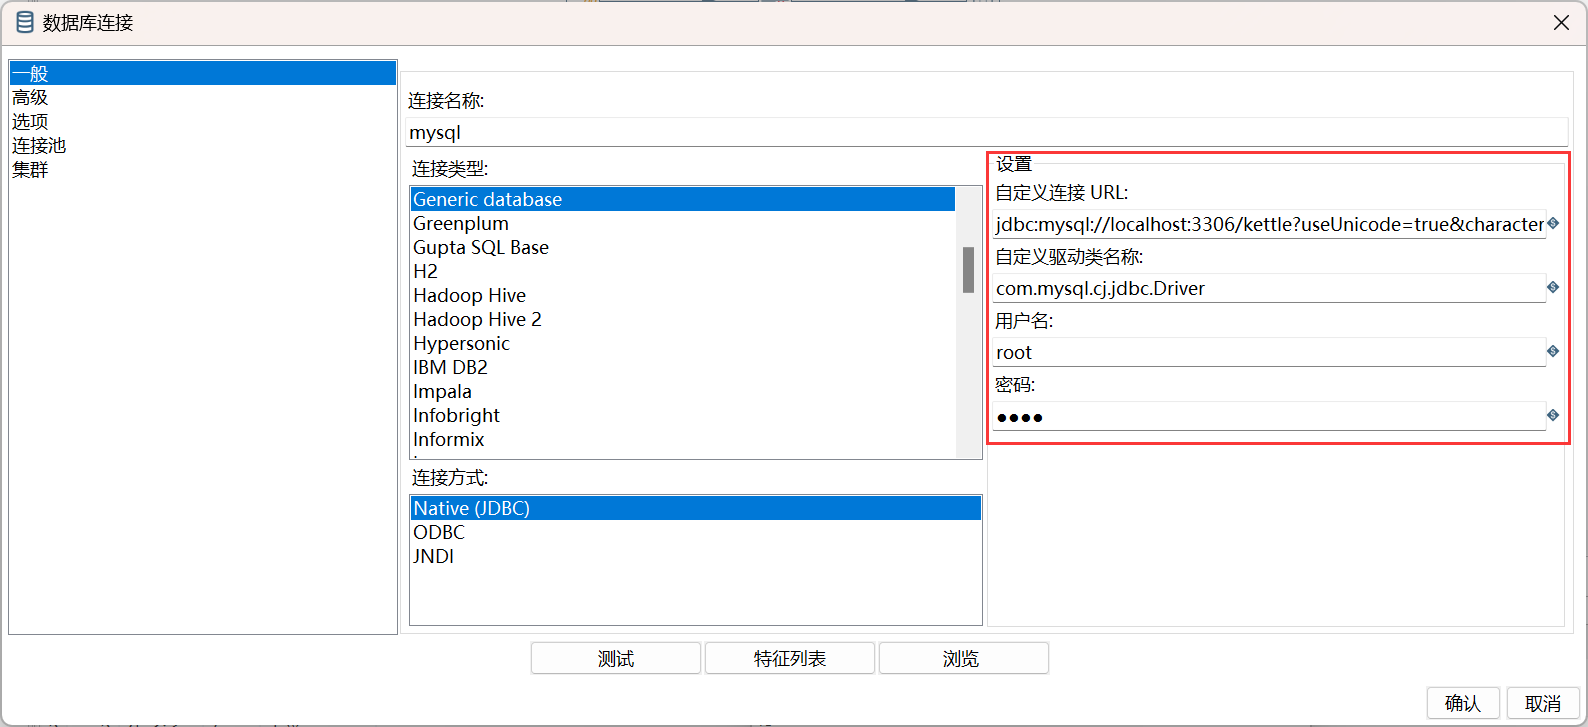 数据库连接
一般
高级
选项
连接池
集群
连接名称:
mysql
连接类型:
Generic database
Greenplum
Gupta SQL Base
H2
Hadoop Hive
Hadoop Hive 2
Hypersonic
IBM DB2
Impala
Infobright
Informix
连接方式:
Native (JDBC)
ODBC
JNDI
设置
自定义连接 URL:
jdbc:mysql://localhost:3306/kettle?useUnicode=true&character
自定义驱动类名称:
com.mysql.cj.jdbc.Driver
用户名:
root
密码:
●●●●
测试
特征列表
浏览
确认
取消